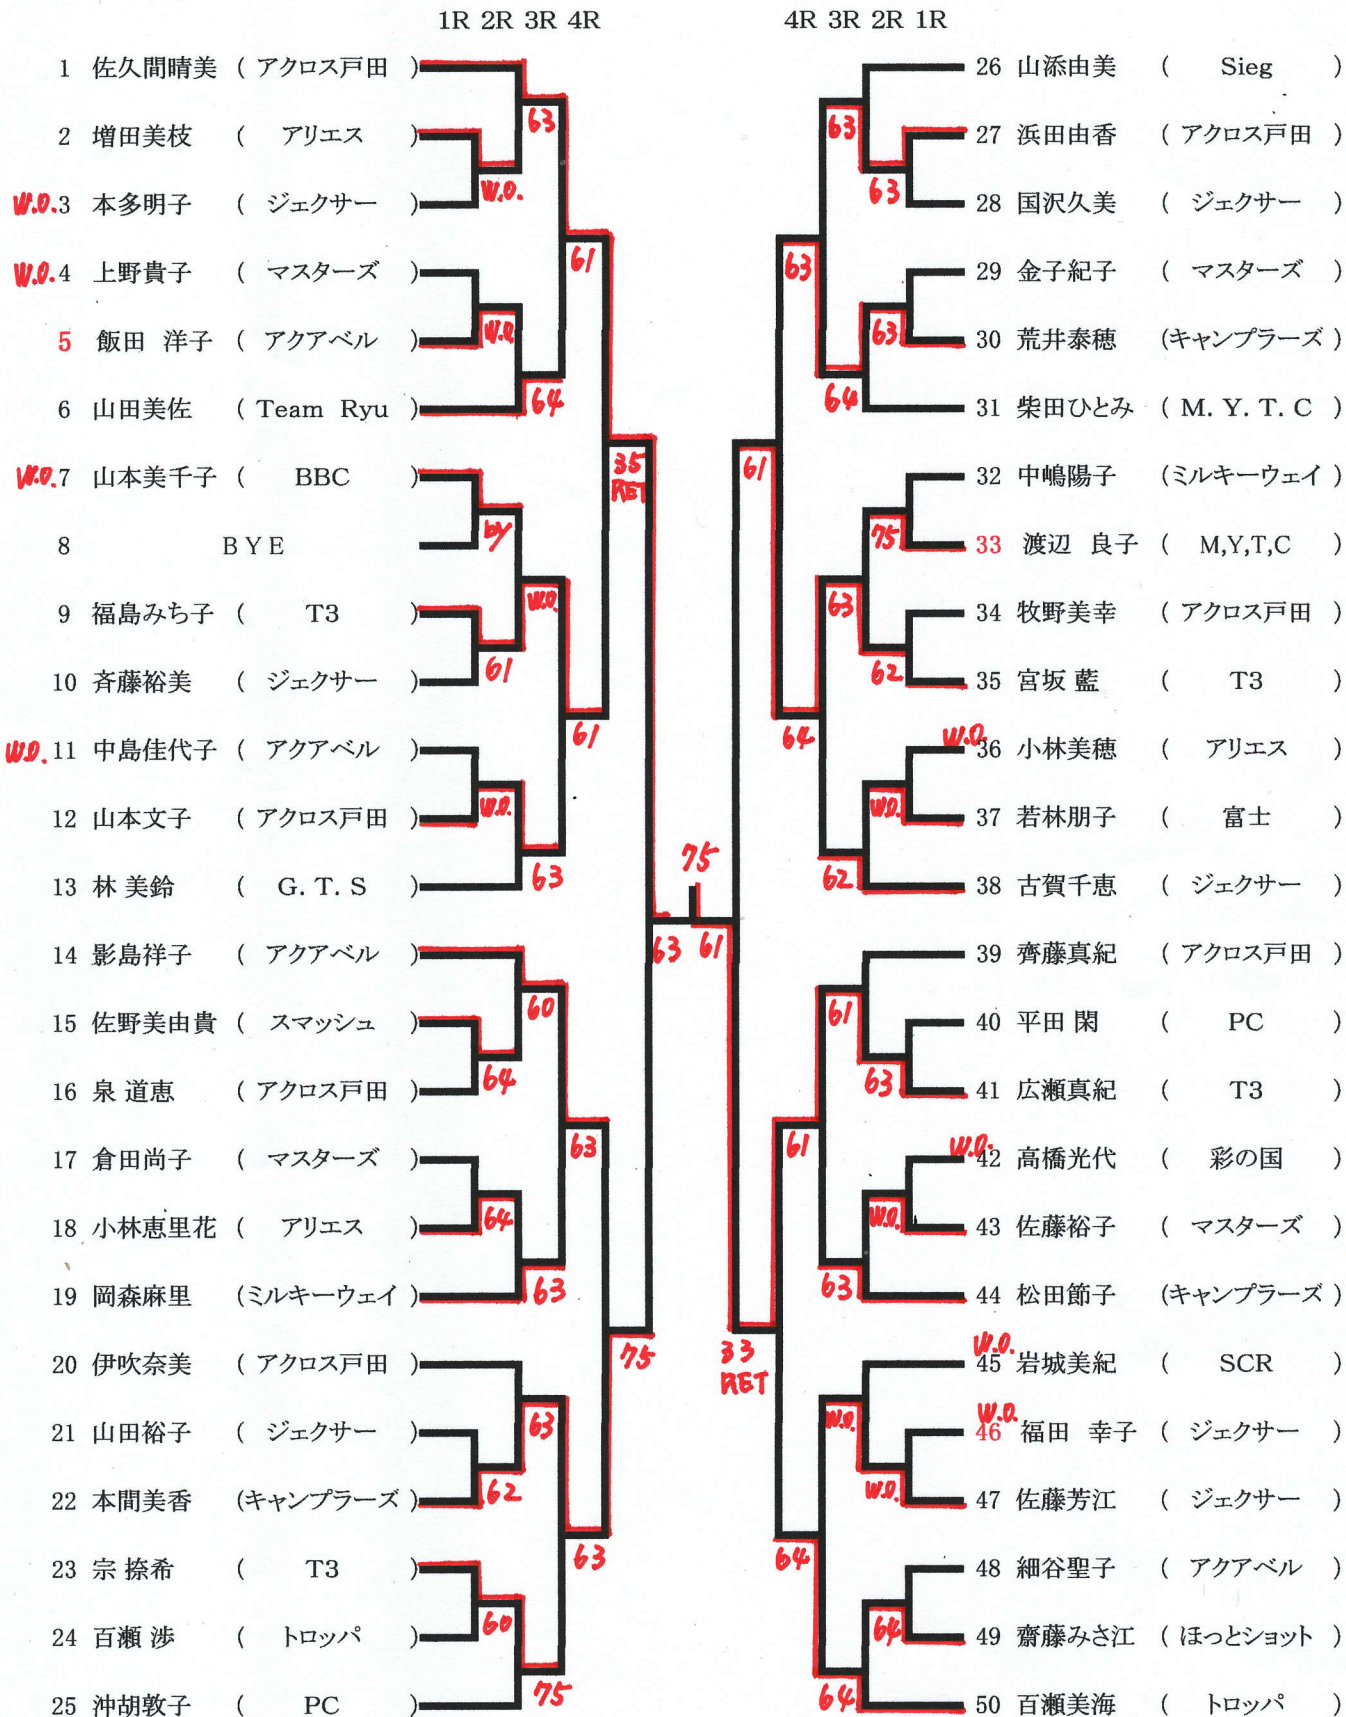 1R 2R 3R 4R
4R 3R 2R 1R
1 佐久間晴美 ( アクロス戸田 )
2 増田美枝 ( アリエス )
63
W.O. 3 本多明子 ( ジェクサー )
W.O.
W.O. 4 上野貴子 ( マスターズ )
61
5 飯田 洋子 ( アクアベル )
W.O.
6 山田美佐 ( Team Ryu )
64
W.O. 7 山本美千子 ( BBC )
35
RET
8 BYE
by
9 福島みち子 ( T3 )
W.O.
10 斉藤裕美 ( ジェクサー )
61
W.O. 11 中島佳代子 ( アクアベル )
61
12 山本文子 ( アクロス戸田 )
W.O.
13 林 美鈴 ( G. T. S )
63
14 影島祥子 ( アクアベル )
15 佐野美由貴 ( スマッシュ )
60
16 泉 道恵 ( アクロス戸田 )
64
17 倉田尚子 ( マスターズ )
63
18 小林恵里花 ( アリエス )
64
19 岡森麻里 (ミルキーウェイ )
63
20 伊吹奈美 ( アクロス戸田 )
75
21 山田裕子 ( ジェクサー )
63
22 本間美香 (キャンプラーズ )
62
23 宗 捺希 ( T3 )
63
24 百瀬 渉 ( トロッパ )
60
25 沖胡敦子 ( PC )
75
75
63 61
26 山添由美 ( Sieg )
27 浜田由香 ( アクロス戸田 )
63
28 国沢久美 ( ジェクサー )
63
29 金子紀子 ( マスターズ )
63
30 荒井泰穂 (キャンプラーズ )
63
31 柴田ひとみ ( M. Y. T. C )
64
32 中嶋陽子 (ミルキーウェイ )
61
33 渡辺 良子 ( M,Y,T,C )
75
34 牧野美幸 ( アクロス戸田 )
63
35 宮坂 藍 ( T3 )
62
W.O. 36 小林美穂 ( アリエス )
64
37 若林朋子 ( 富士 )
W.O.
38 古賀千恵 ( ジェクサー )
62
39 齊藤真紀 ( アクロス戸田 )
40 平田 閑 ( PC )
61
41 広瀬真紀 ( T3 )
63
W.O. 42 高橋光代 ( 彩の国 )
61
43 佐藤裕子 ( マスターズ )
W.O.
44 松田節子 (キャンプラーズ )
63
W.O. 45 岩城美紀 ( SCR )
33
RET
W.O. 46 福田 幸子 ( ジェクサー )
W.O.
47 佐藤芳江 ( ジェクサー )
W.O.
48 細谷聖子 ( アクアベル )
64
49 齋藤みさ江 ( ほっとショット )
64
50 百瀬美海 ( トロッパ )
64